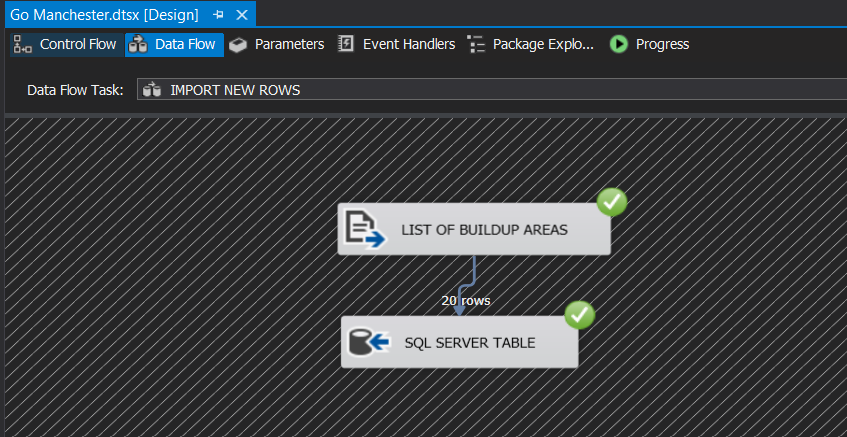 Go Manchester.dtsx [Design]
Control Flow Data Flow Parameters Event Handlers Package Explo... Progress
Data Flow Task: IMPORT NEW ROWS
LIST OF BUILDUP AREAS
20 rows
SQL SERVER TABLE